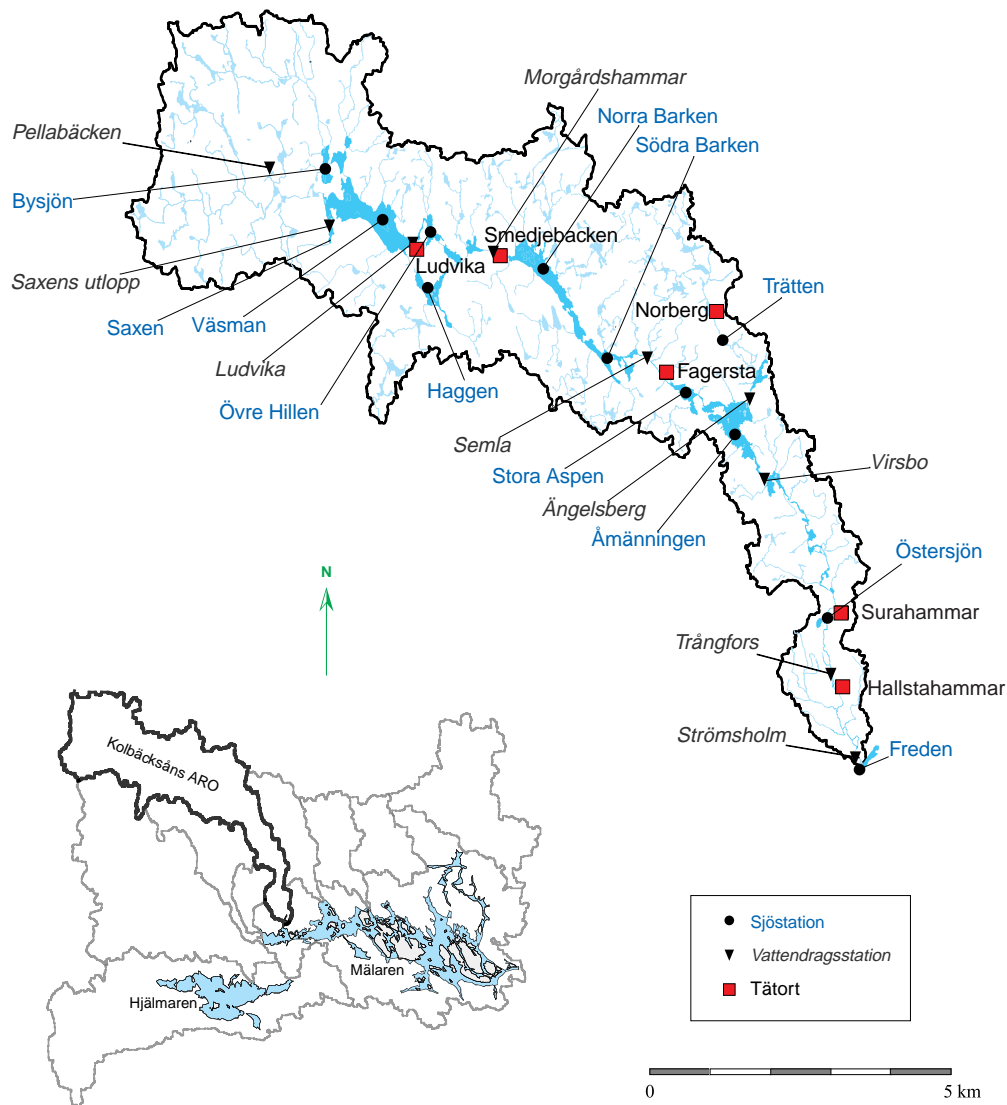 Morgårdshammar
Norra Barken
Södra Barken
Pellabäcken
Bysjön
Saxens utlopp
Saxen
Väsman
Ludvika
Övre Hillen
Ludvika
Smedjebacken
Haggen
Norberg
Trätten
Fagersta
Semla
Stora Aspen
Ängelsberg
Åmänningen
Virsbo
Östersjön
Surahammar
Trångfors
Hallstahammar
Strömsholm
Freden
N
Kolbäcksåns ARO
Mälaren
Hjälmaren
Sjöstation
Vattendragsstation
Tätort
0 5 km